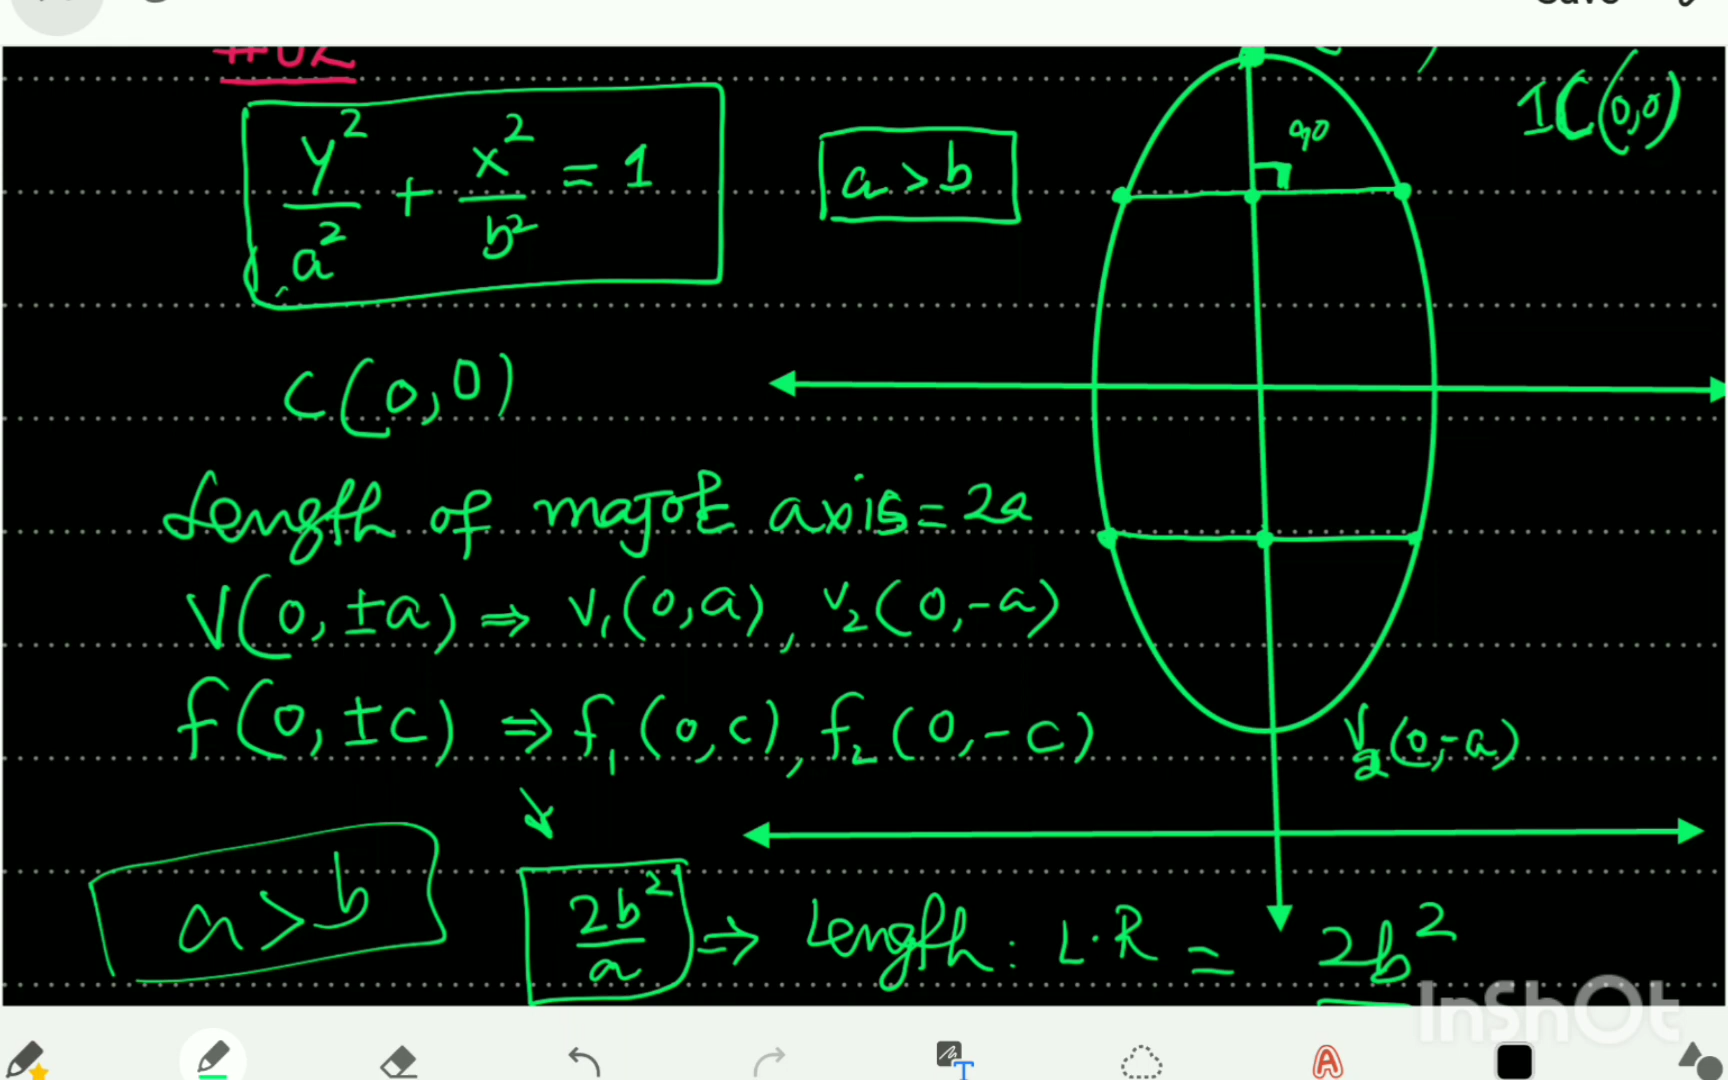 #02
y²/a² + x²/b² = 1
a > b
90
1C(0,0)
C(0,0)
Length of major axis = 2a
V(0, ±a) ⇒ V₁(0,a), V₂(0,-a)
f(0, ±c) ⇒ f₁(0,c), f₂(0,-c)
V₂(0,-a)
a > b
2b²/a ⇒ Length: L.R = 2b²
InShOt
T
A